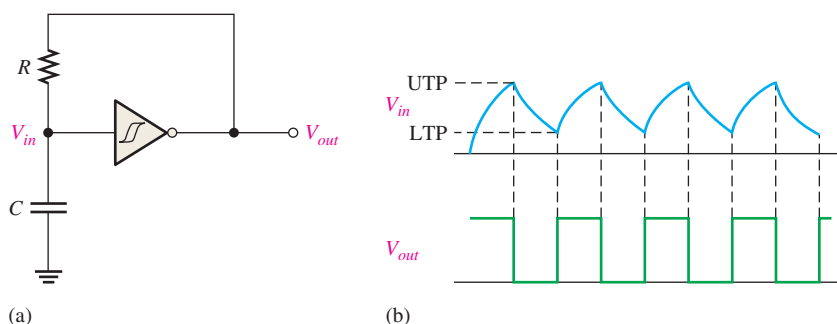 R
V_in
V_out
C
(a)
UTP
V_in
LTP
V_out
(b)